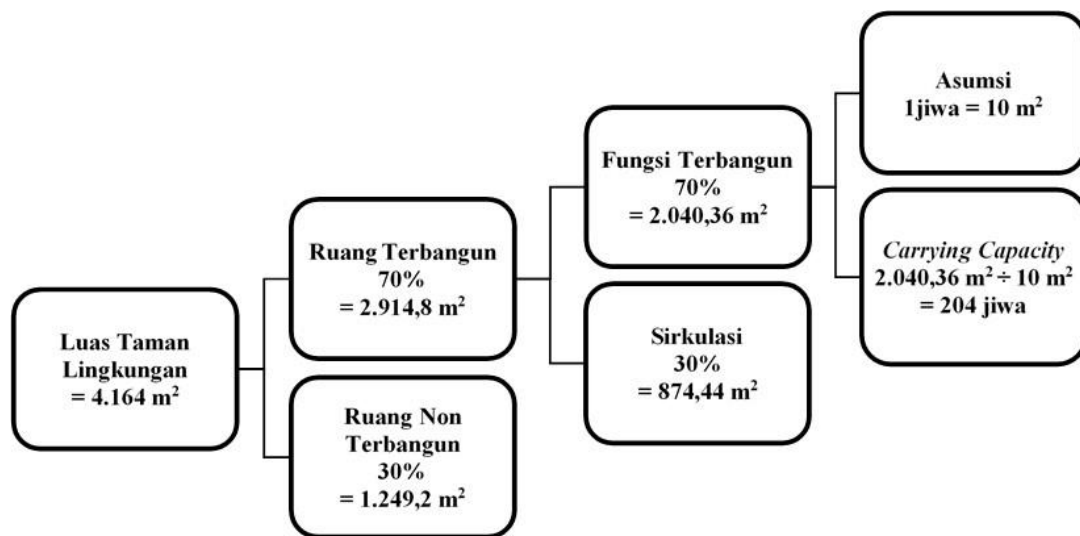 Luas Taman
Lingkungan
= 4.164 m²
Ruang Terbangun
70%
= 2.914,8 m²
Ruang Non
Terbangun
30%
= 1.249,2 m²
Fungsi Terbangun
70%
= 2.040,36 m²
Sirkulasi
30%
= 874,44 m²
Asumsi
1jiwa = 10 m²
Carrying Capacity
2.040,36 m² ÷ 10 m²
= 204 jiwa